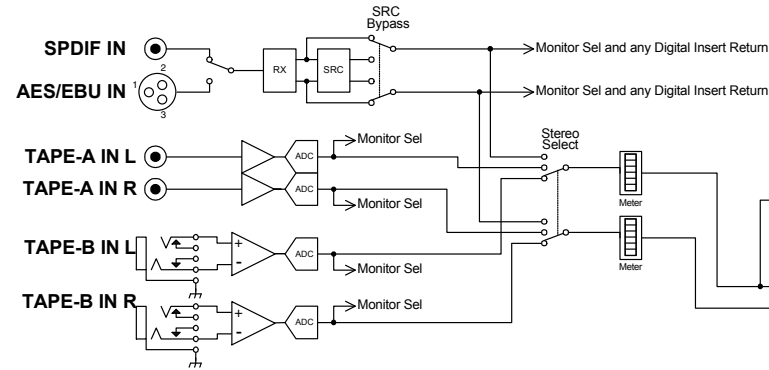 SRC
Bypass
SPDIF IN
2
AES/EBU IN
1
3
RX
SRC
Monitor Sel and any Digital Insert Return
Monitor Sel and any Digital Insert Return
Stereo
Select
TAPE-A IN L
ADC
Monitor Sel
TAPE-A IN R
ADC
Monitor Sel
Meter
Meter
TAPE-B IN L
+
-
ADC
Monitor Sel
TAPE-B IN R
+
-
ADC
Monitor Sel